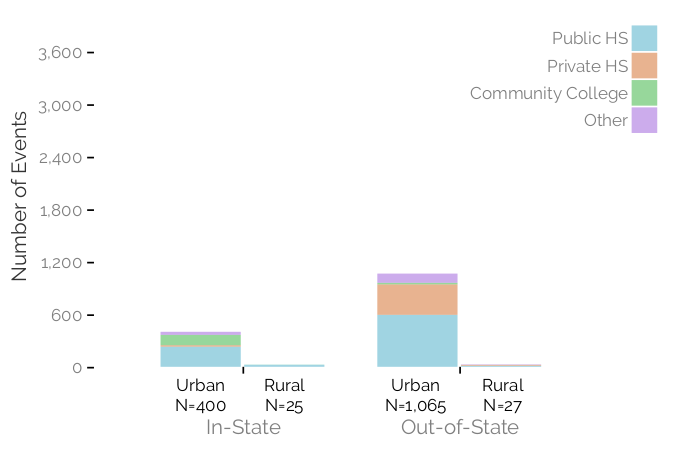 Public HS
Private HS
Community College
Other
Number of Events
3,600
3,000
2,400
1,800
1,200
600
0
Urban
N=400
Rural
N=25
Urban
N=1,065
Rural
N=27
In-State
Out-of-State